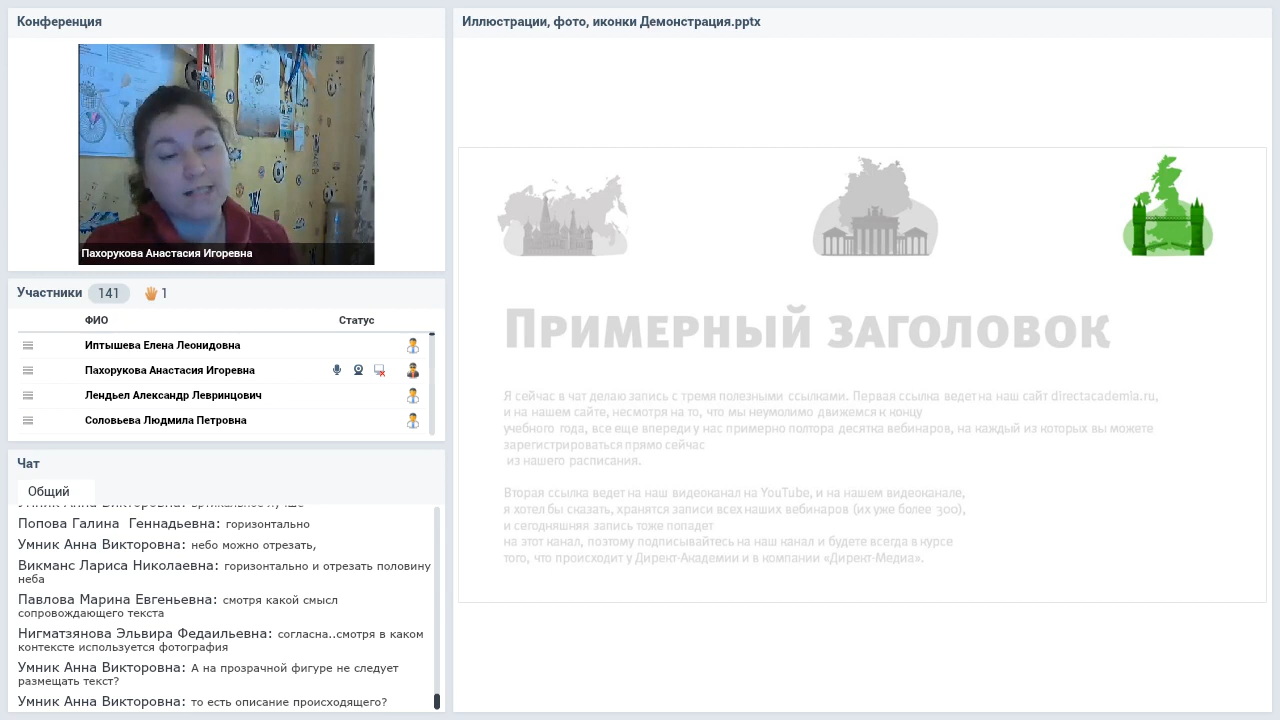 Конференция
Пахорукова Анастасия Игоревна
Участники 141 1
ФИО Статус
Иптышева Елена Леонидовна
Пахорукова Анастасия Игоревна
Лендьел Александр Левринцович
Соловьева Людмила Петровна
Чат
Общий
Умник Анна Викторовна:
Попова Галина Геннадьевна: горизонтально
Умник Анна Викторовна: небо можно отрезать,
Викманс Лариса Николаевна: горизонтально и отрезать половину
неба
Павлова Марина Евгеньевна: смотря какой смысл
сопровождающего текста
Нигматзянова Эльвира Федаильевна: согласна..смотря в каком
контексте используется фотография
Умник Анна Викторовна: А на прозрачной фигуре не следует
размещать текст?
Умник Анна Викторовна: то есть описание происходящего?
Иллюстрации, фото, иконки Демонстрация.pptx
Примерный заголовок
Я сейчас в чат делаю запись с тремя полезными ссылками. Первая ссылка ведет на наш сайт directacademia.ru,
и на нашем сайте, несмотря на то, что мы неумолимо движемся к концу
учебного года, все еще впереди у нас примерно полтора десятка вебинаров, на каждый из которых вы можете
зарегистрироваться прямо сейчас
из нашего расписания.
Вторая ссылка ведет на наш видеоканал на YouTube, и на нашем видеоканале,
я хотел бы сказать, хранятся записи всех наших вебинаров (их уже более 300),
и сегодняшняя запись тоже попадет
на этот канал, поэтому подписывайтесь на наш канал и будете всегда в курсе
того, что происходит у Директ-Академии и в компании «Директ-Медиа».